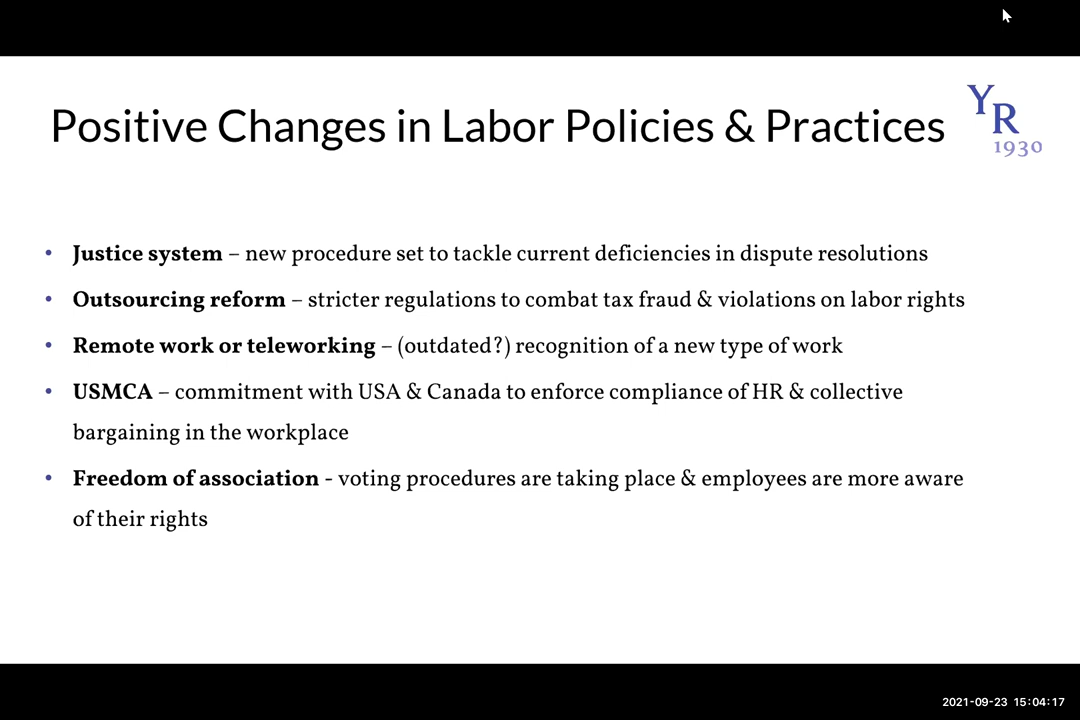 Positive Changes in Labor Policies & Practices
Y
R
1930
• Justice system – new procedure set to tackle current deficiencies in dispute resolutions
• Outsourcing reform – stricter regulations to combat tax fraud & violations on labor rights
• Remote work or teleworking – (outdated?) recognition of a new type of work
• USMCA – commitment with USA & Canada to enforce compliance of HR & collective
bargaining in the workplace
• Freedom of association - voting procedures are taking place & employees are more aware
of their rights
2021-09-23 15:04:17